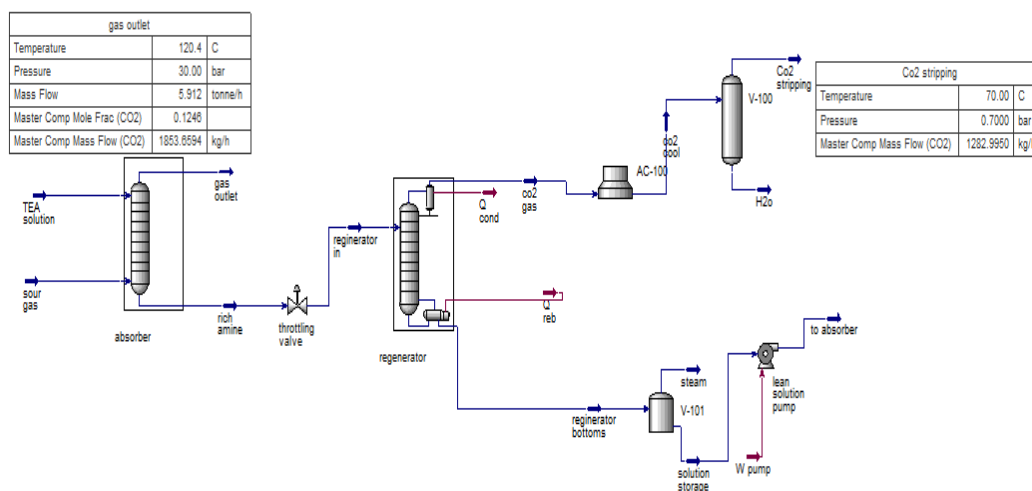 gas outlet
Temperature 120.4 C
Pressure 30.00 bar
Mass Flow 5.912 tonne/h
Master Comp Mole Frac (CO2) 0.1246
Master Comp Mass Flow (CO2) 1853.6594 kg/h
Co2
stripping
V-100
Co2 stripping
Temperature 70.00 C
Pressure 0.7000 bar
Master Comp Mass Flow (CO2) 1282.9950 kg/h
co2
cool
AC-100
H2o
TEA
solution
gas
outlet
sour
gas
absorber
rich
amine
throttling
valve
reginerator
in
Q
cond
co2
gas
Q
reb
regenerator
reginerator
bottoms
steam
V-101
solution
storage
W pump
lean
solution
pump
to absorber